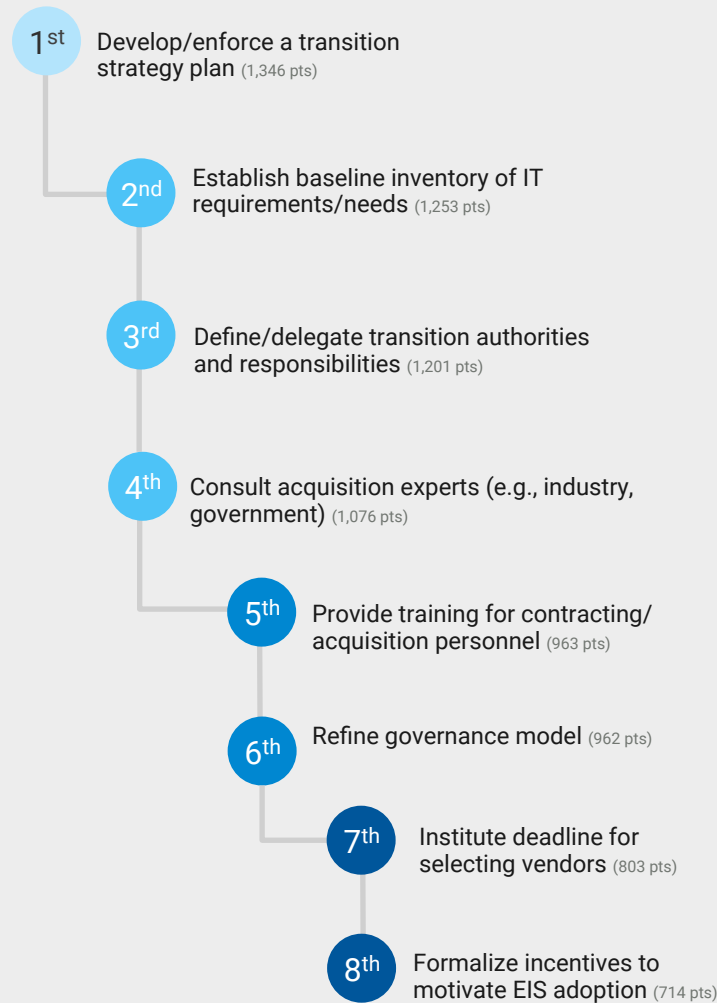 1st
Develop/enforce a transition
strategy plan (1,346 pts)
2nd
Establish baseline inventory of IT
requirements/needs (1,253 pts)
3rd
Define/delegate transition authorities
and responsibilities (1,201 pts)
4th
Consult acquisition experts (e.g., industry,
government) (1,076 pts)
5th
Provide training for contracting/
acquisition personnel (963 pts)
6th
Refine governance model (962 pts)
7th
Institute deadline for
selecting vendors (803 pts)
8th
Formalize incentives to
motivate EIS adoption (714 pts)